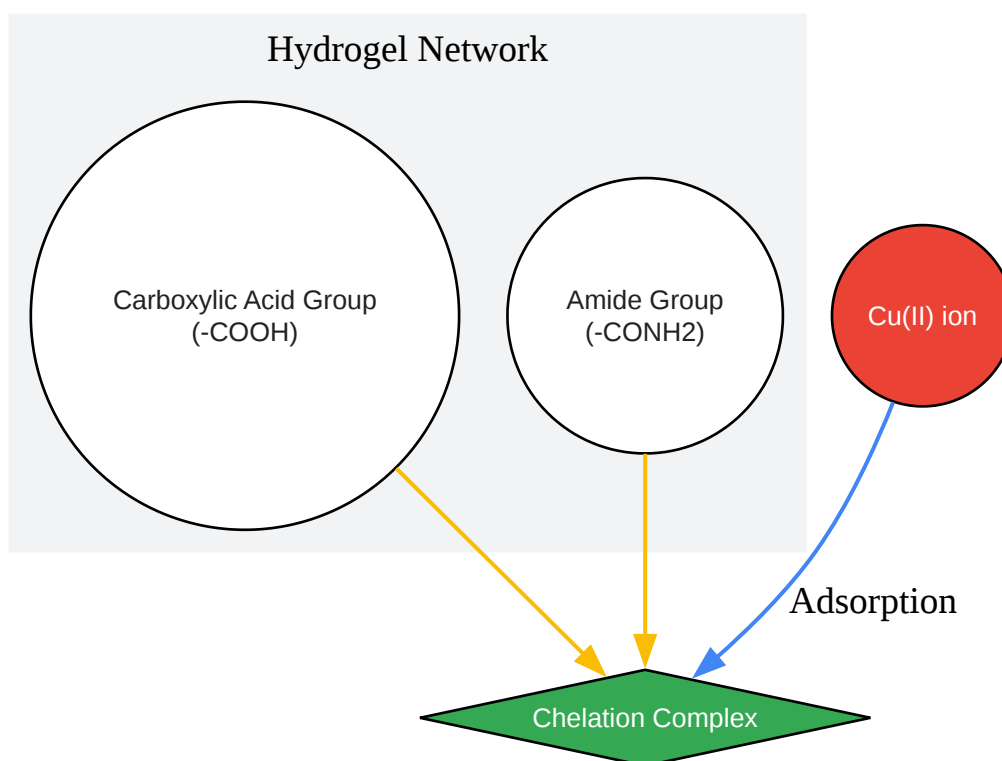 Hydrogel Network
Carboxylic Acid Group
(-COOH)
Amide Group
(-CONH2)
Cu(II) ion
Adsorption
Chelation Complex